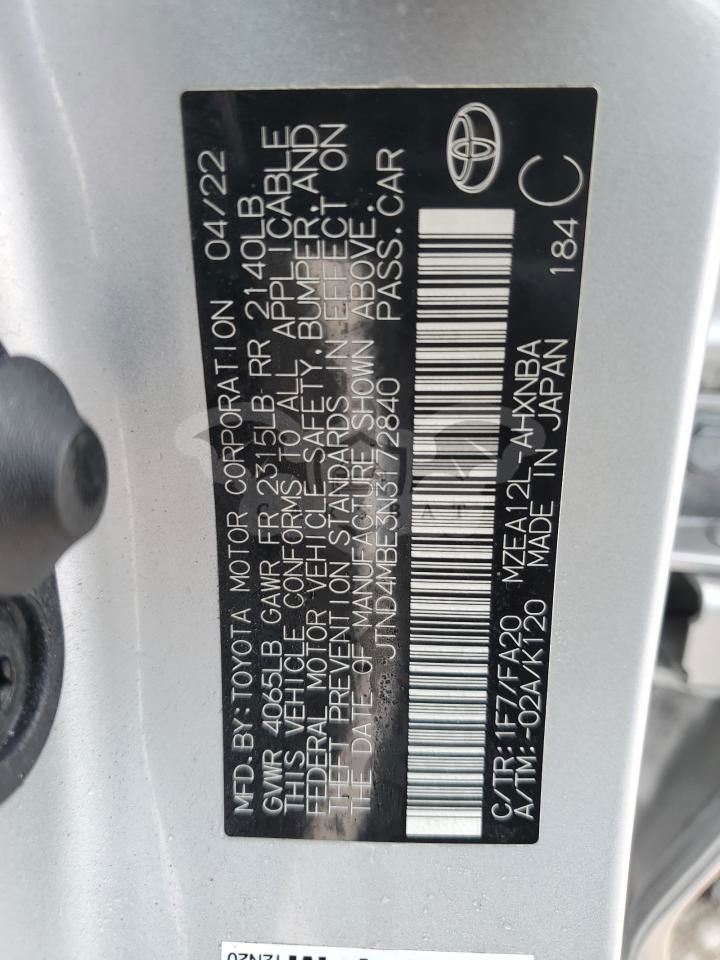 MFD. BY: TOYOTA MOTOR CORPORATION 04/22
GVWR 4065LB GAWR FR 2315LB RR 2140LB
THIS VEHICLE CONFORMS TO ALL APPLICABLE
FEDERAL MOTOR VEHICLE SAFETY, BUMPER, AND
THEFT PREVENTION STANDARDS IN EFFECT ON
THE DATE OF MANUFACTURE SHOWN ABOVE.
JTND4MBE3N3172840 PASS. CAR
C/TR: 1F7/FA20 MZEA12L-AHXNBA
A/TM: -02A/K120 MADE IN JAPAN
184 C